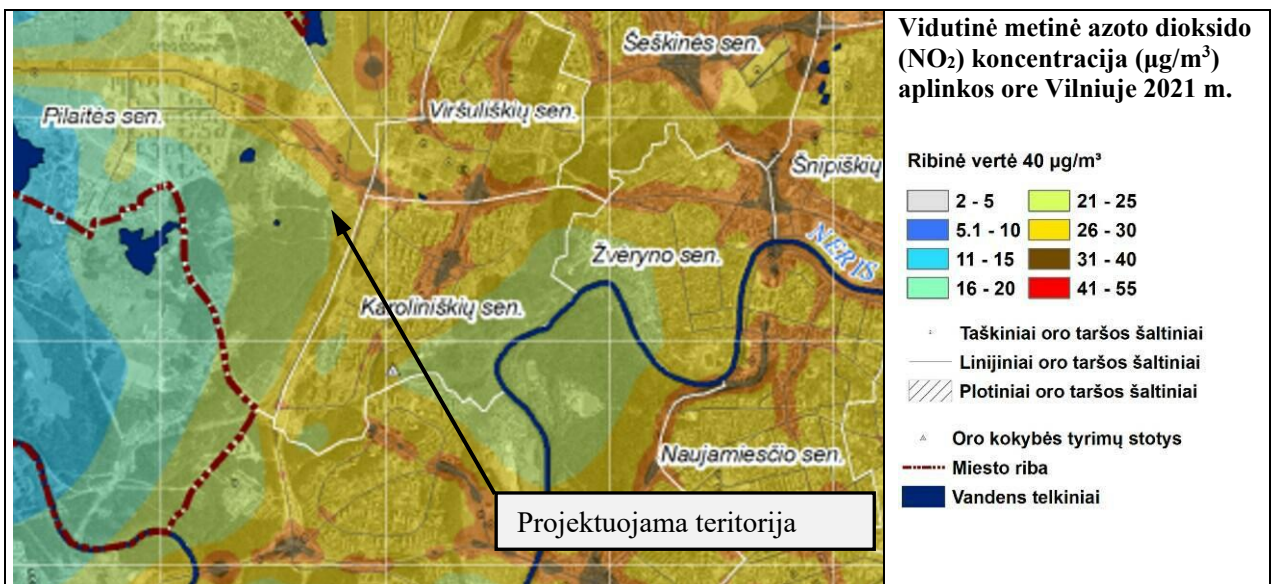 Šeškinės sen.
Pilaitės sen.
Viršuliškių sen.
Šnipiškių
Žvėryno sen.
NERIS
Karoliniškių sen.
Naujamiesčio sen.
Projektuojama teritorija
Vidutinė metinė azoto dioksido
(NO₂) koncentracija (µg/m³)
aplinkos ore Vilniuje 2021 m.
Ribinė vertė 40 µg/m³
2 - 5 21 - 25
5.1 - 10 26 - 30
11 - 15 31 - 40
16 - 20 41 - 55
Taškiniai oro taršos šaltiniai
Linijiniai oro taršos šaltiniai
Plotiniai oro taršos šaltiniai
Oro kokybės tyrimų stotys
Miesto riba
Vandens telkiniai